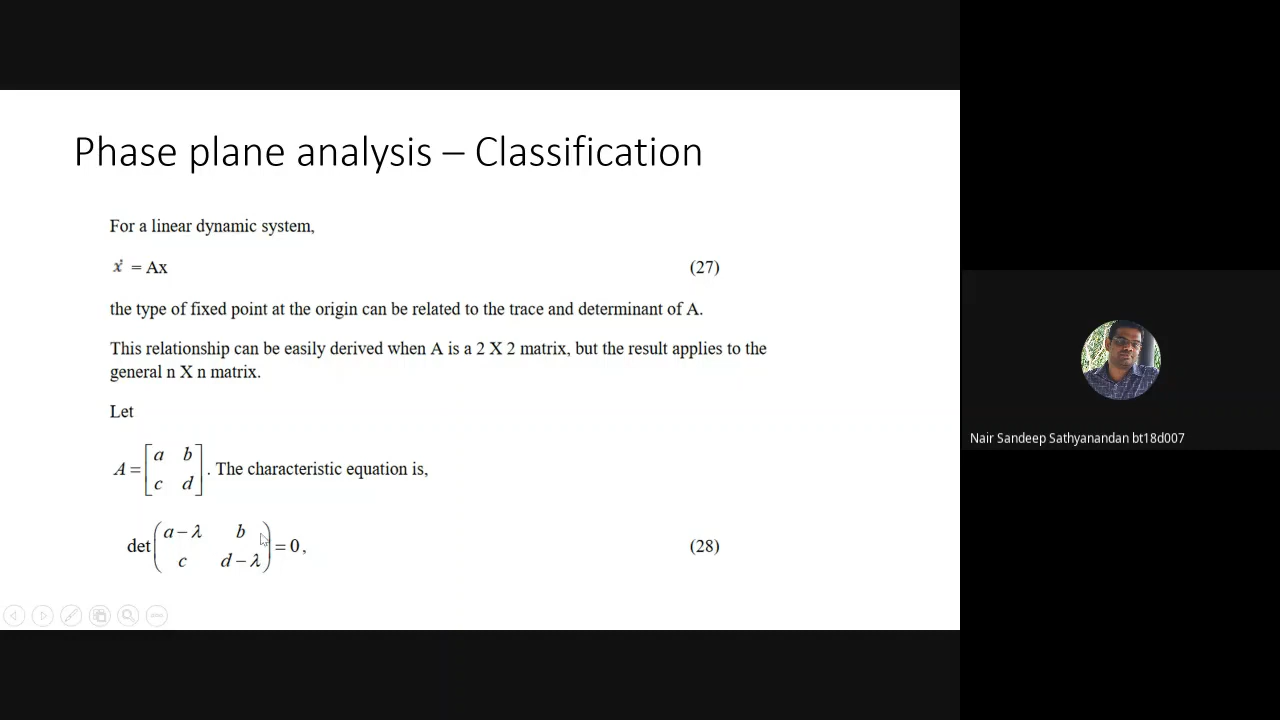 Phase plane analysis – Classification
For a linear dynamic system,
ẋ = Ax (27)
the type of fixed point at the origin can be related to the trace and determinant of A.
This relationship can be easily derived when A is a 2 X 2 matrix, but the result applies to the
general n X n matrix.
Let
A = [a b; c d]. The characteristic equation is,
det(a − λ b; c d − λ) = 0, (28)
Nair Sandeep Sathyanandan bt18d007